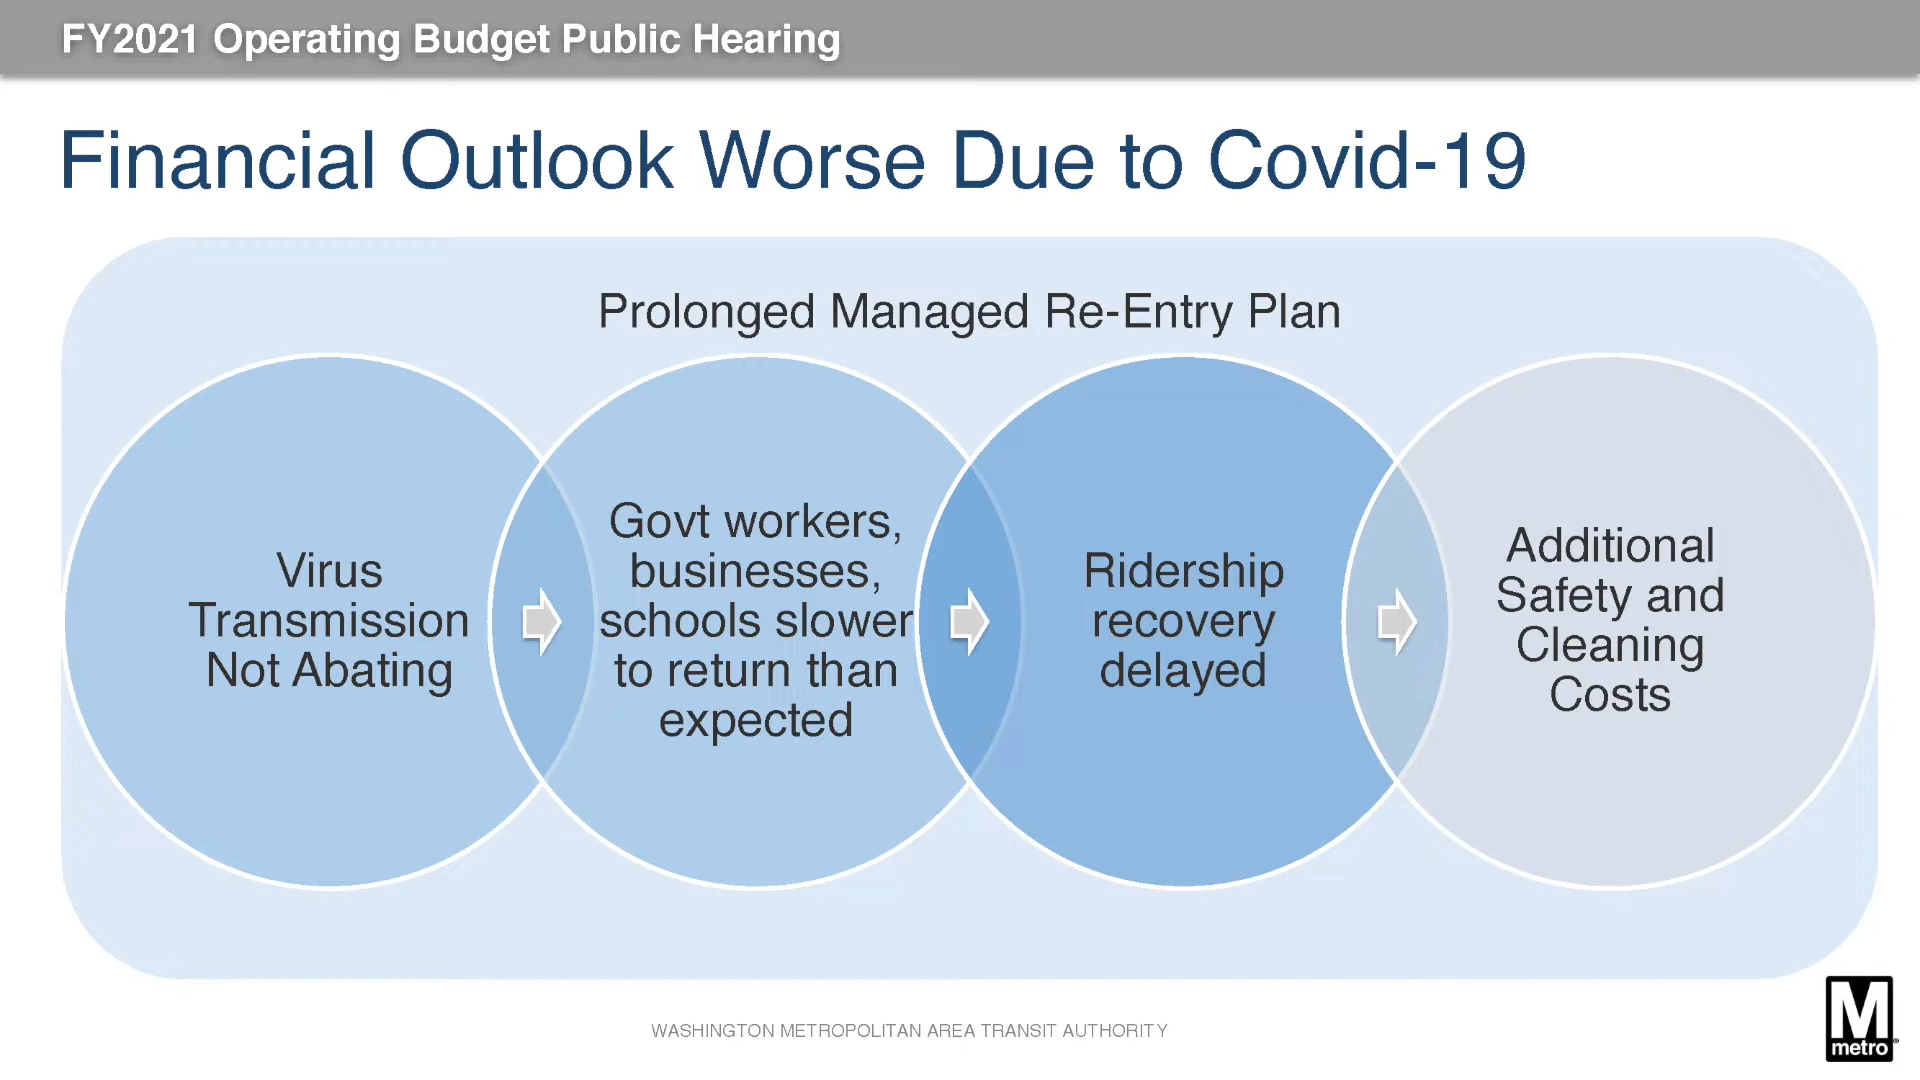 FY2021 Operating Budget Public Hearing
Financial Outlook Worse Due to Covid-19
Prolonged Managed Re-Entry Plan
Virus
Transmission
Not Abating
Govt workers,
businesses,
schools slower
to return than
expected
Ridership
recovery
delayed
Additional
Safety and
Cleaning
Costs
WASHINGTON METROPOLITAN AREA TRANSIT AUTHORITY
M
metro®